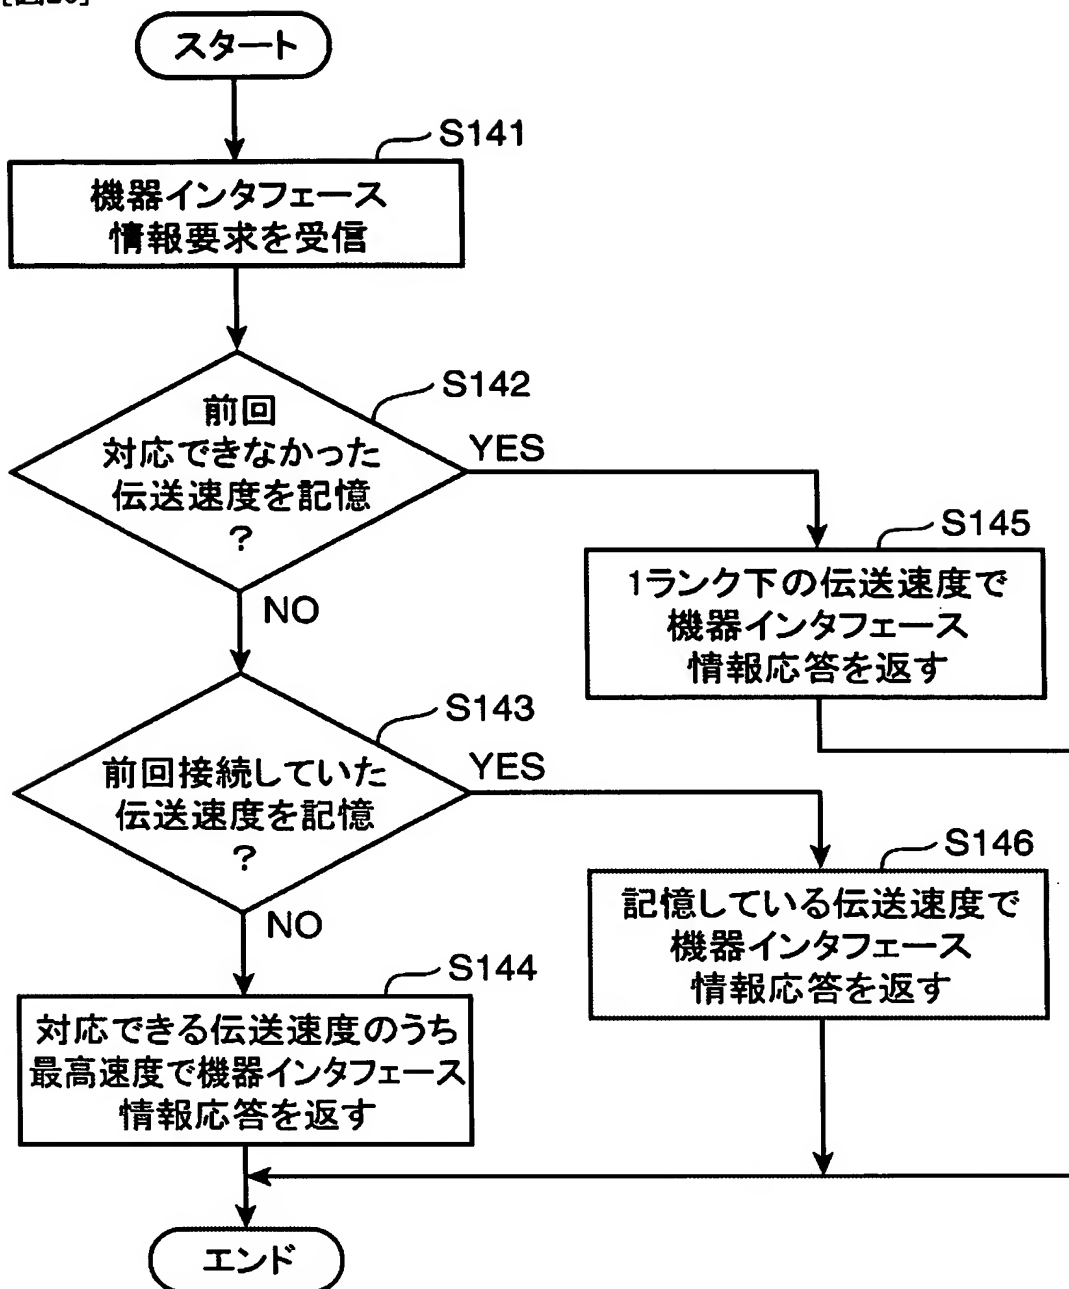 スタート
S141
機器インタフェース
情報要求を受信
S142
前回
対応できなかった
伝送速度を記憶
?
YES
NO
S145
1ランク下の伝送速度で
機器インタフェース
情報応答を返す
S143
前回接続していた
伝送速度を記憶
?
YES
NO
S146
記憶している伝送速度で
機器インタフェース
情報応答を返す
S144
対応できる伝送速度のうち
最高速度で機器インタフェース
情報応答を返す
エンド